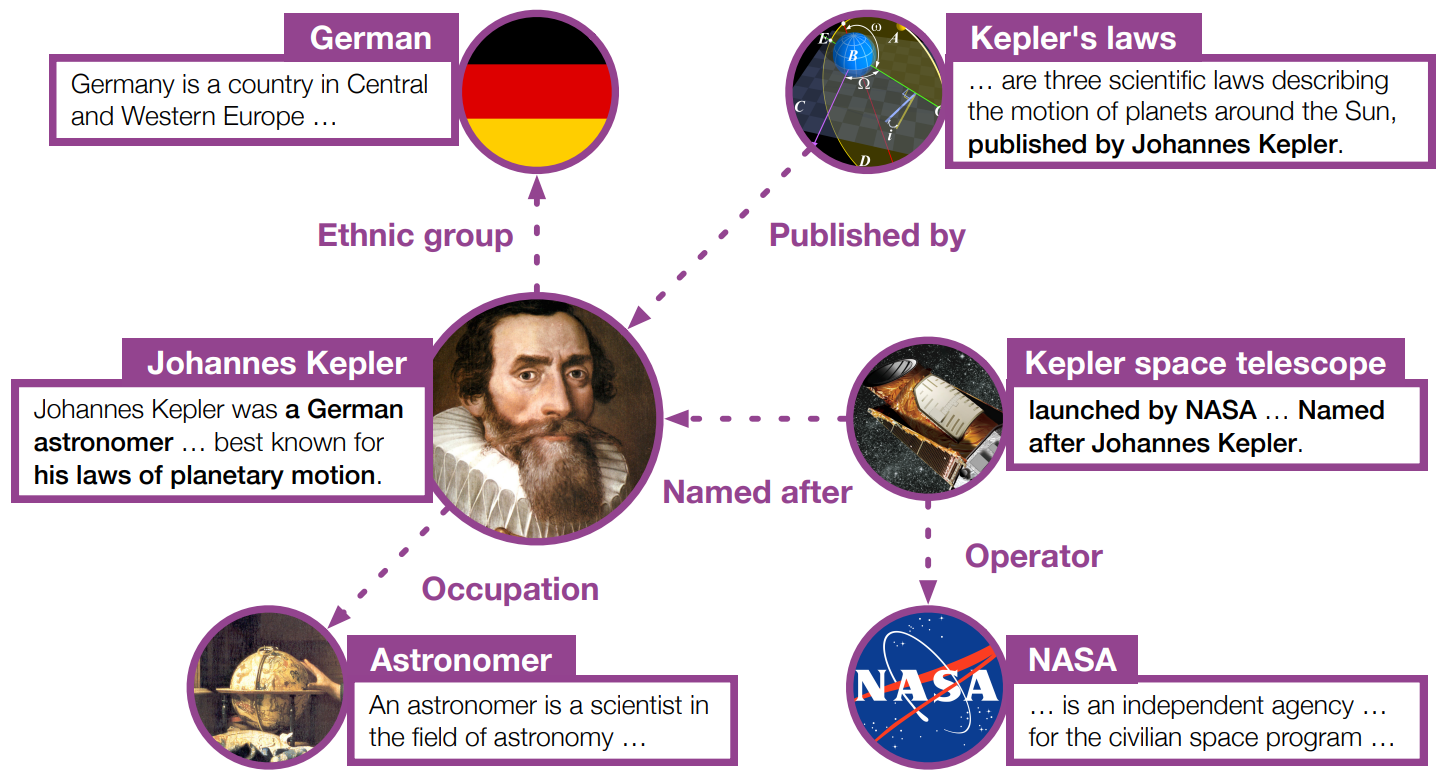 German
Germany is a country in Central
and Western Europe …
Kepler's laws
… are three scientific laws describing
the motion of planets around the Sun,
published by Johannes Kepler.
E
ω
A
B
Ω
C
i
D
Ethnic group
Published by
Johannes Kepler
Johannes Kepler was a German
astronomer … best known for
his laws of planetary motion.
Kepler space telescope
launched by NASA … Named
after Johannes Kepler.
Named after
Occupation
Operator
Astronomer
An astronomer is a scientist in
the field of astronomy …
NASA
NASA
… is an independent agency …
for the civilian space program …